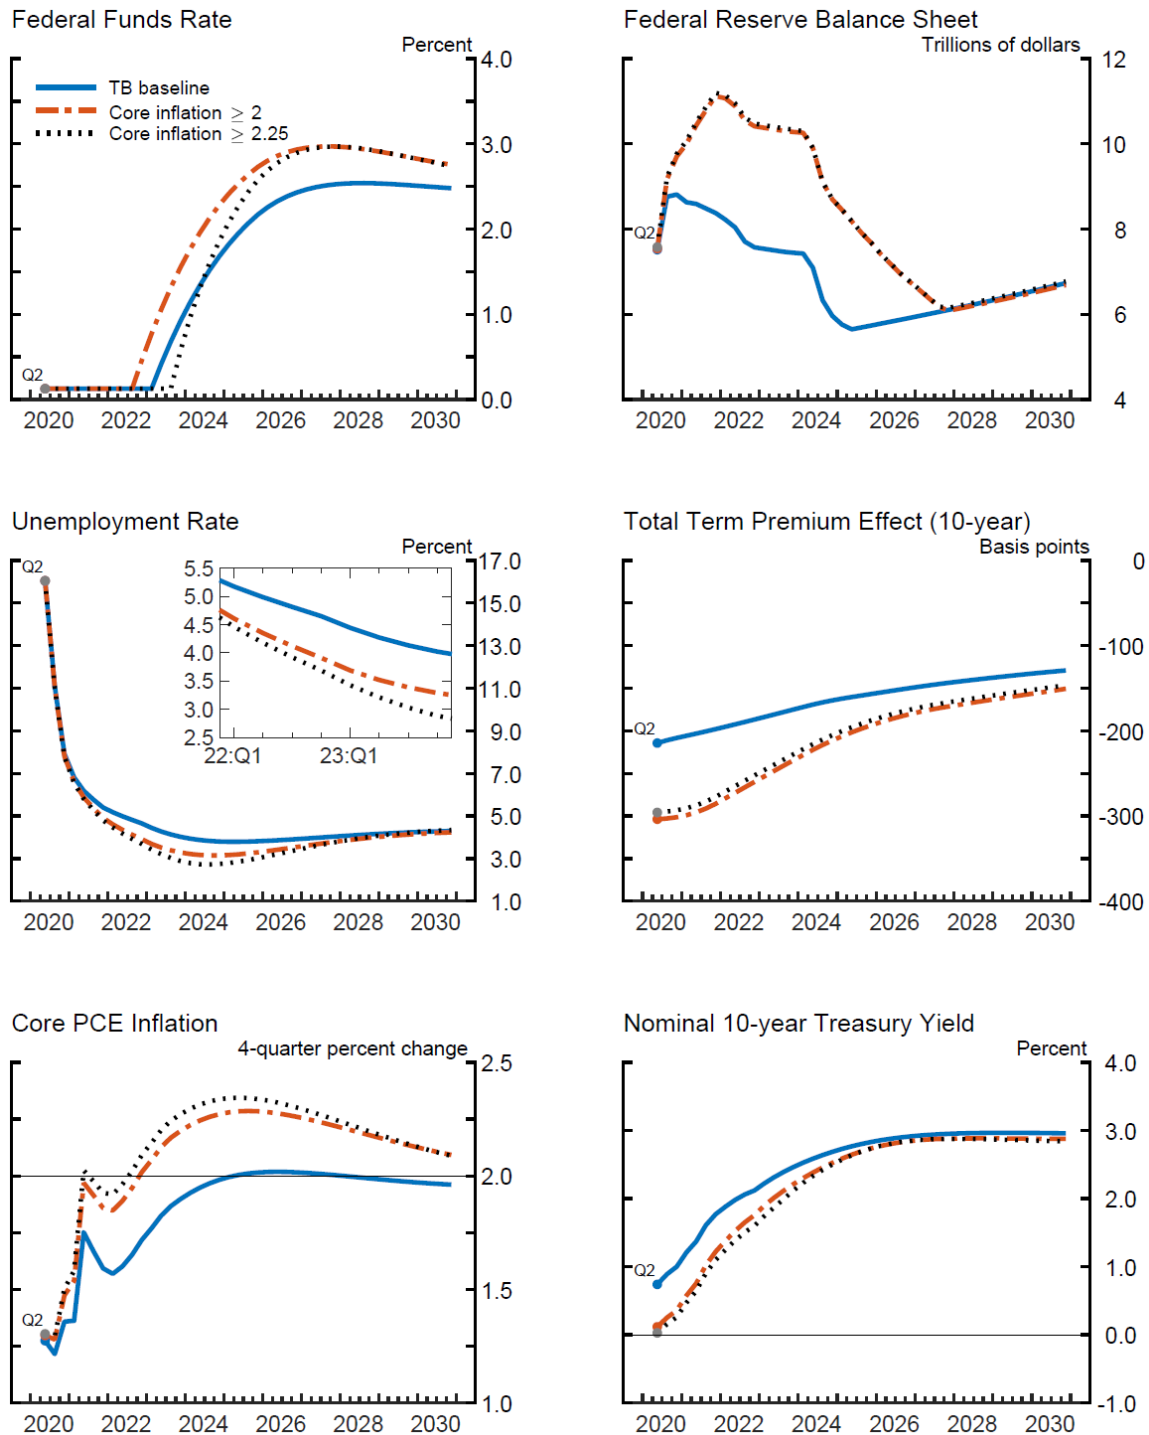 Federal Funds Rate
Percent
4.0
3.0
2.0
1.0
0.0
TB baseline
Core inflation ≥ 2
Core inflation ≥ 2.25
Q2
2020 2022 2024 2026 2028 2030
Federal Reserve Balance Sheet
Trillions of dollars
12
10
8
6
4
Q2
2020 2022 2024 2026 2028 2030
Unemployment Rate
Percent
17.0
15.0
13.0
11.0
9.0
7.0
5.0
3.0
1.0
Q2
5.5
5.0
4.5
4.0
3.5
3.0
2.5
22:Q1 23:Q1
2020 2022 2024 2026 2028 2030
Total Term Premium Effect (10-year)
Basis points
0
-100
-200
-300
-400
Q2
2020 2022 2024 2026 2028 2030
Core PCE Inflation
4-quarter percent change
2.5
2.0
1.5
1.0
Q2
2020 2022 2024 2026 2028 2030
Nominal 10-year Treasury Yield
Percent
4.0
3.0
2.0
1.0
0.0
-1.0
Q2
2020 2022 2024 2026 2028 2030